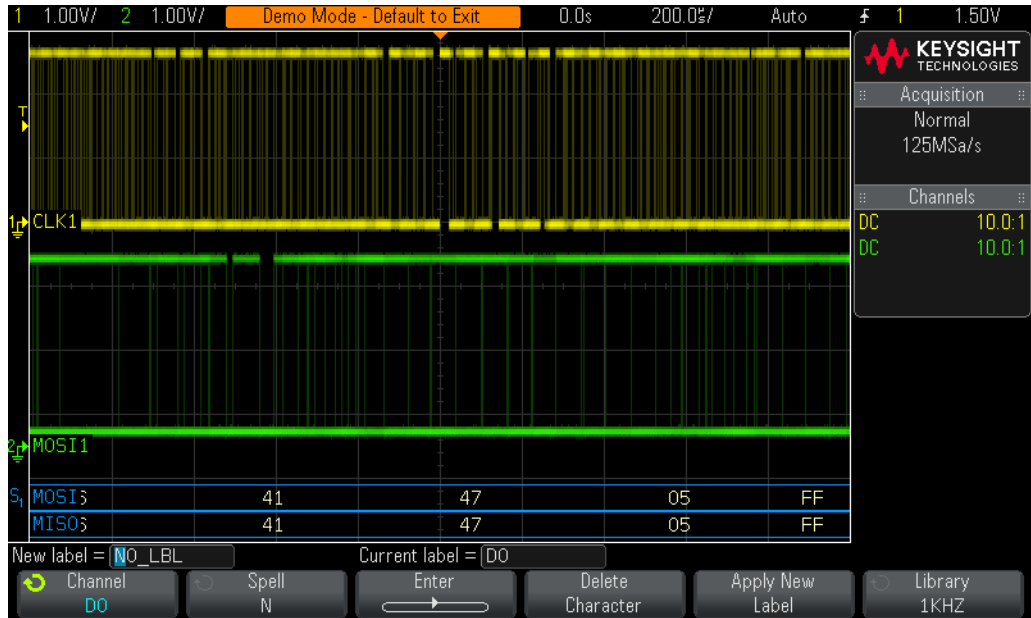 1 1.00V/ 2 1.00V/ Demo Mode - Default to Exit 0.0s 200.0ꟸ/ Auto 1 1.50V
KEYSIGHT
TECHNOLOGIES
Acquisition
Normal
125MSa/s
Channels
DC 10.0:1
DC 10.0:1
T
1 CLK1
2 MOSI1
S1 MOSI 41 47 05 FF
MISO 41 47 05 FF
New label = NO_LBL Current label = D0
Channel Spell Enter Delete Apply New Library
D0 N Character Label 1KHZ